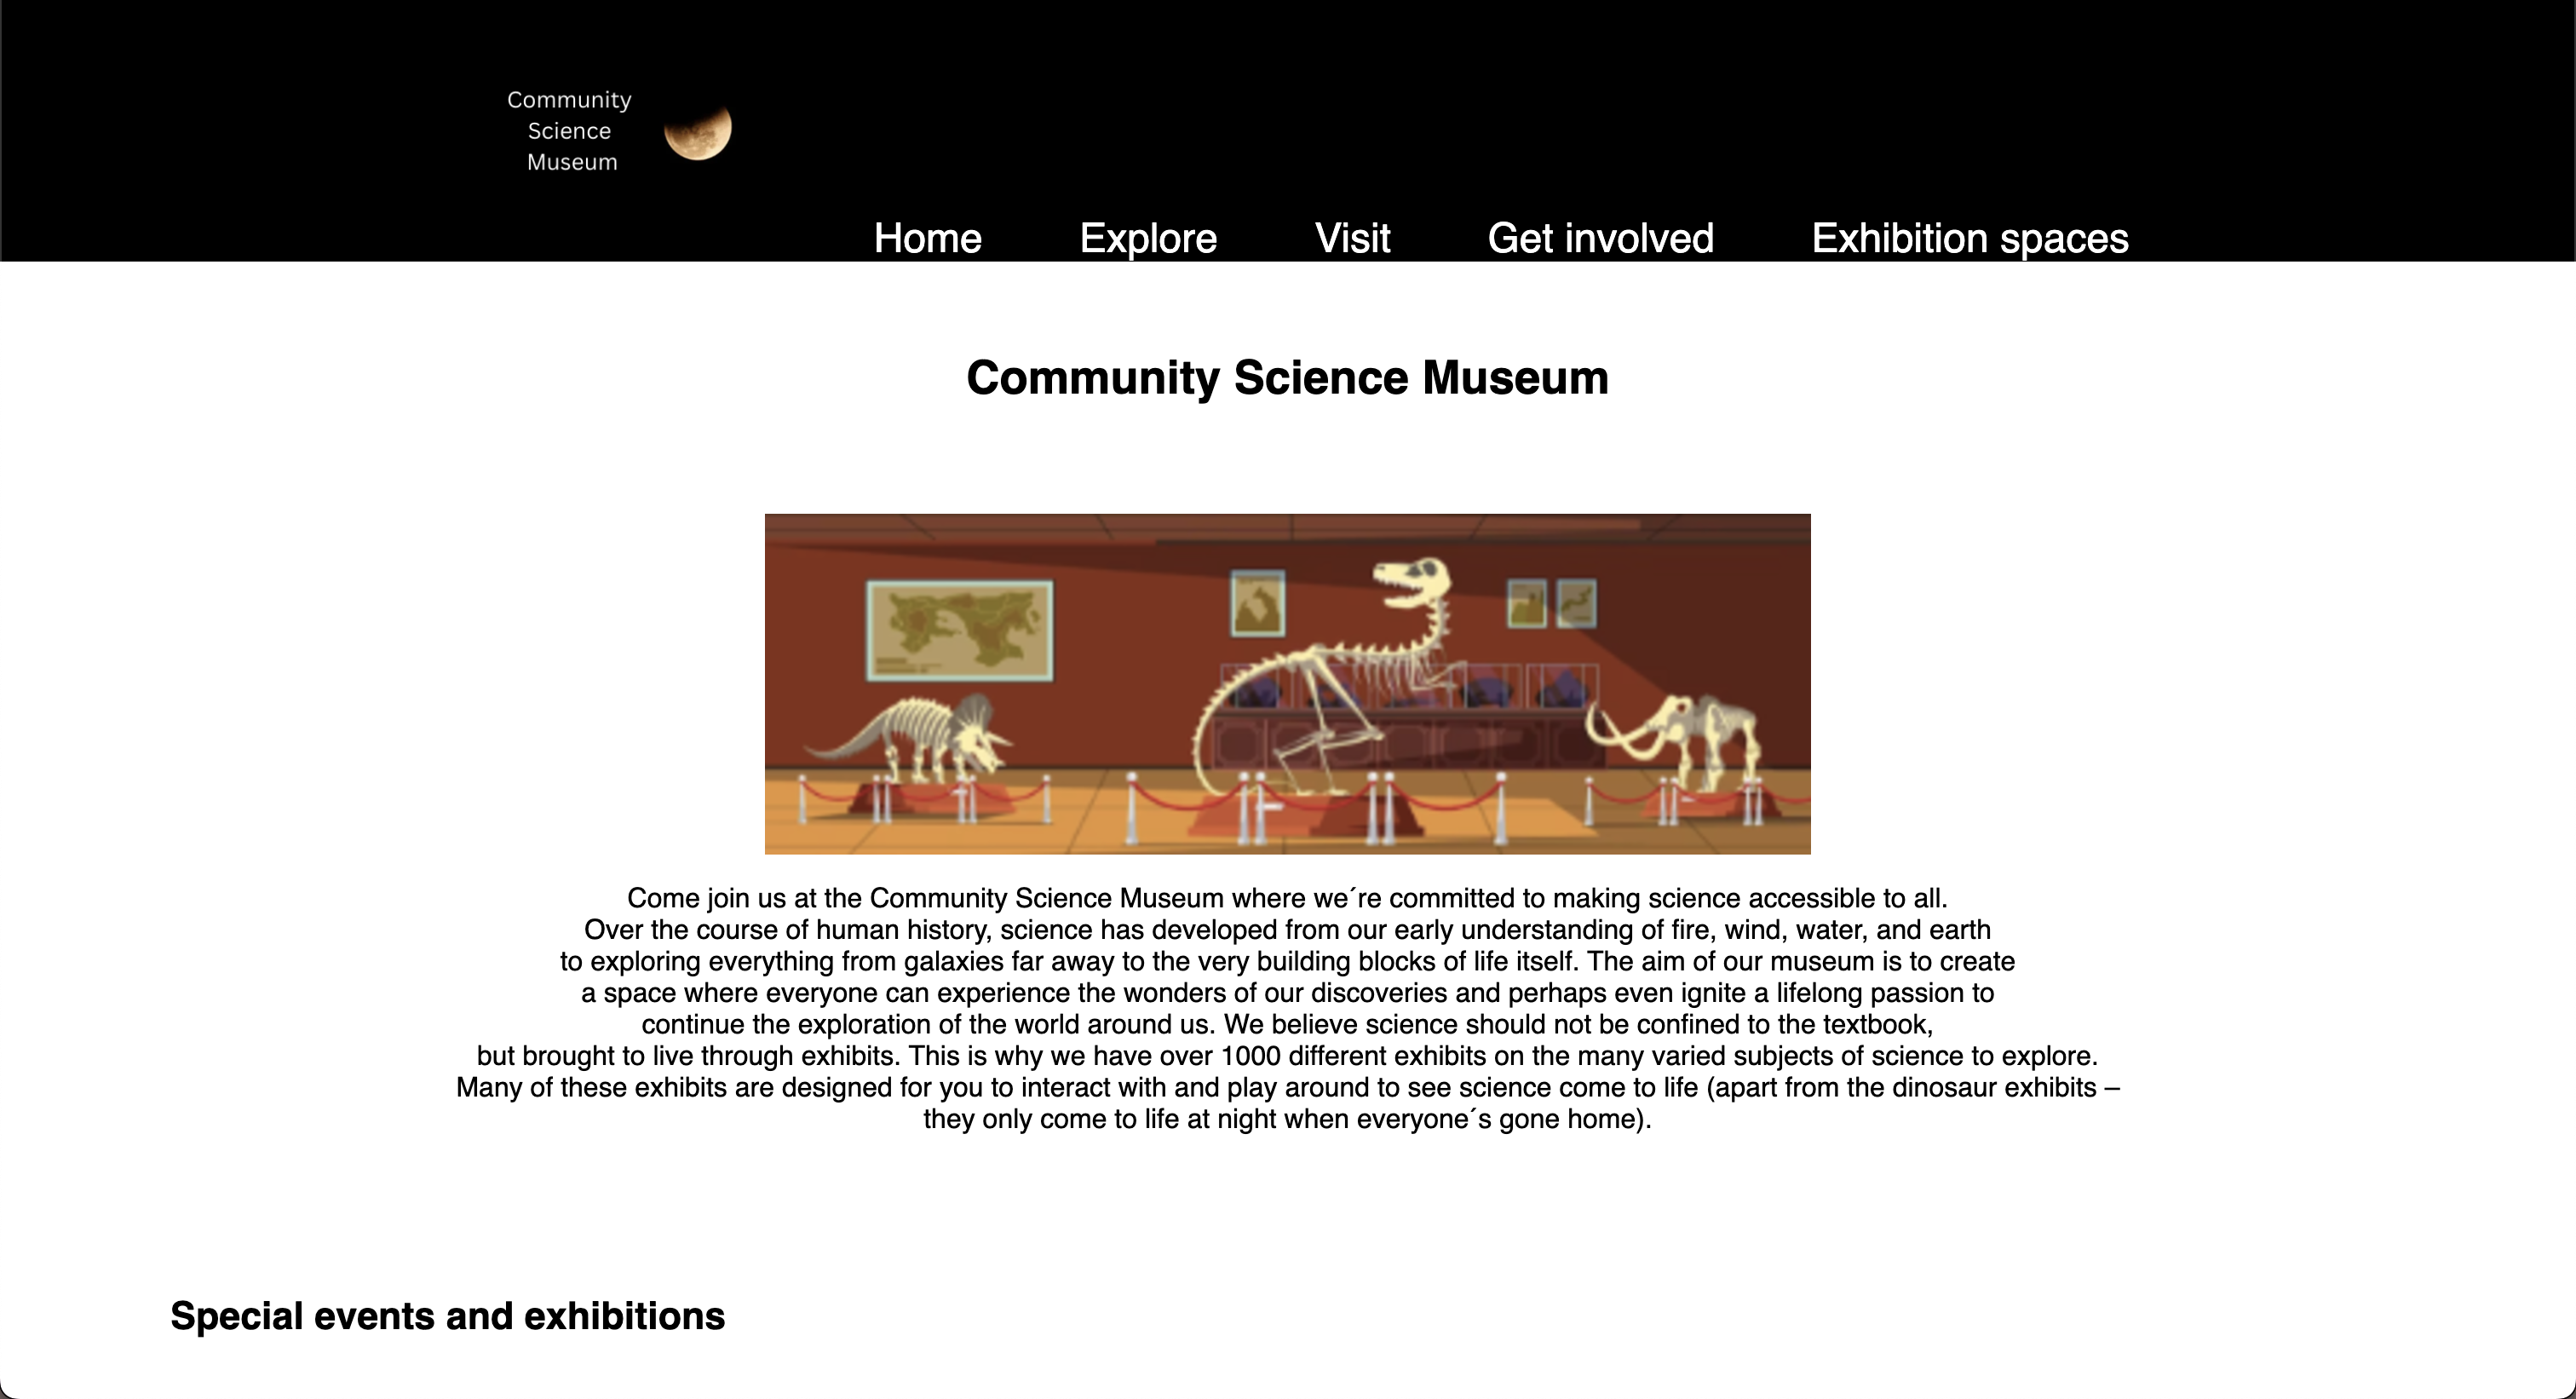 Community
Science
Museum
Home Explore Visit Get involved Exhibition spaces
Community Science Museum
Come join us at the Community Science Museum where we´re committed to making science accessible to all.
Over the course of human history, science has developed from our early understanding of fire, wind, water, and earth
to exploring everything from galaxies far away to the very building blocks of life itself. The aim of our museum is to create
a space where everyone can experience the wonders of our discoveries and perhaps even ignite a lifelong passion to
continue the exploration of the world around us. We believe science should not be confined to the textbook,
but brought to live through exhibits. This is why we have over 1000 different exhibits on the many varied subjects of science to explore.
Many of these exhibits are designed for you to interact with and play around to see science come to life (apart from the dinosaur exhibits –
they only come to life at night when everyone´s gone home).
Special events and exhibitions